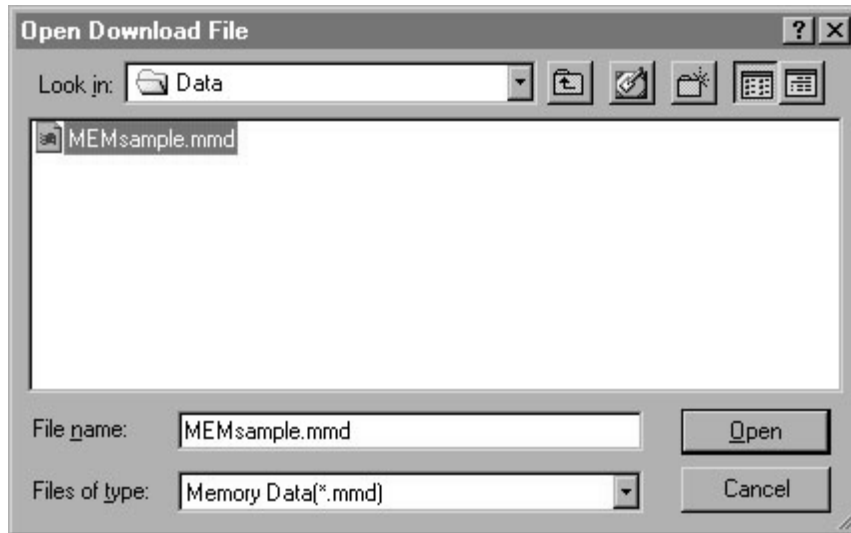 Open Download File
Look in: Data
MEMsample.mmd
File name: MEMsample.mmd Open
Files of type: Memory Data(*.mmd) Cancel